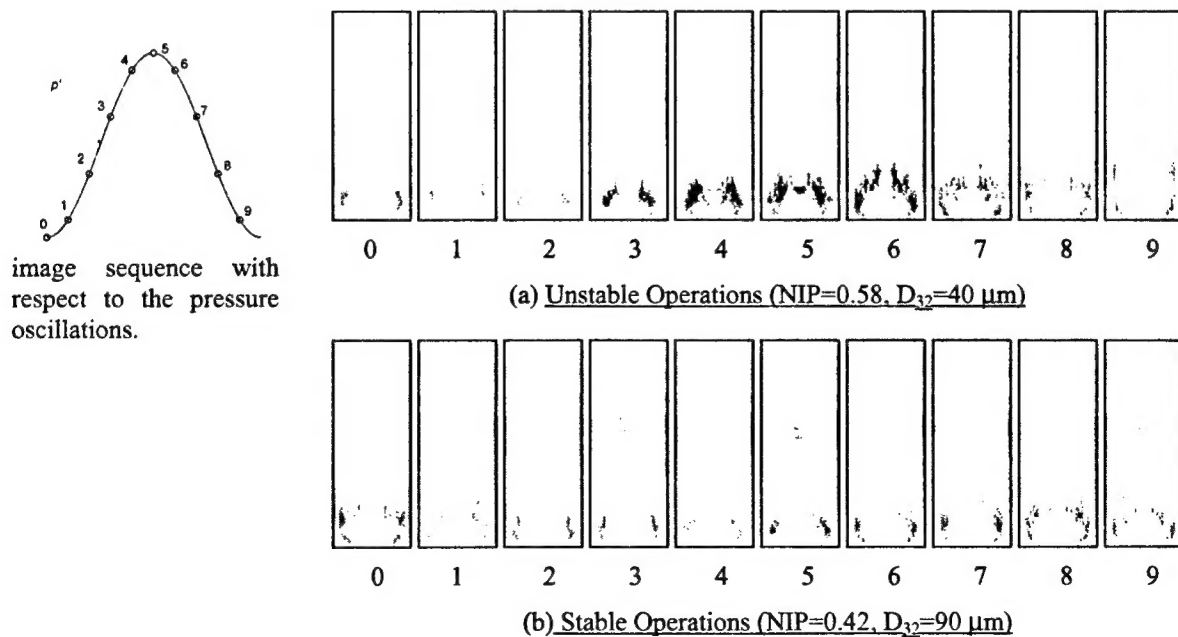 5
4
6
p'
3
7
2
8
1
9
0
image sequence with
respect to the pressure
oscillations.
0 1 2 3 4 5 6 7 8 9
(a) Unstable Operations (NIP=0.58, D32=40 μm)
0 1 2 3 4 5 6 7 8 9
(b) Stable Operations (NIP=0.42, D32=90 μm)